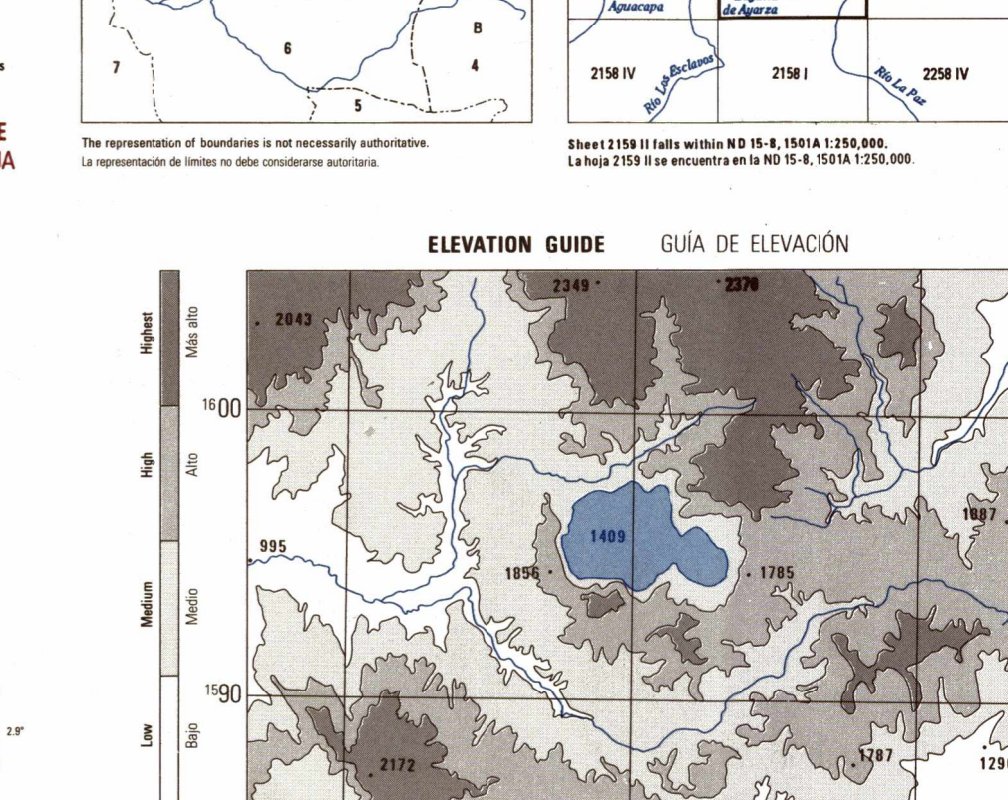 Aguacapa
de Ayarza
B
6
7
4
5
2158 IV
Río Los Esclavos
2158 I
Río La Paz
2258 IV
The representation of boundaries is not necessarily authoritative.
La representación de límites no debe considerarse autoritaria.
Sheet 2159 II falls within ND 15-8, 1501A 1:250,000.
La hoja 2159 II se encuentra en la ND 15-8, 1501A 1:250,000.
ELEVATION GUIDE GUÍA DE ELEVACIÓN
Highest
Más alto
High
Alto
Medium
Medio
Low
Bajo
2349
2370
2043
1600
1887
1409
995
1856
1785
1590
2.9"
2172
1787